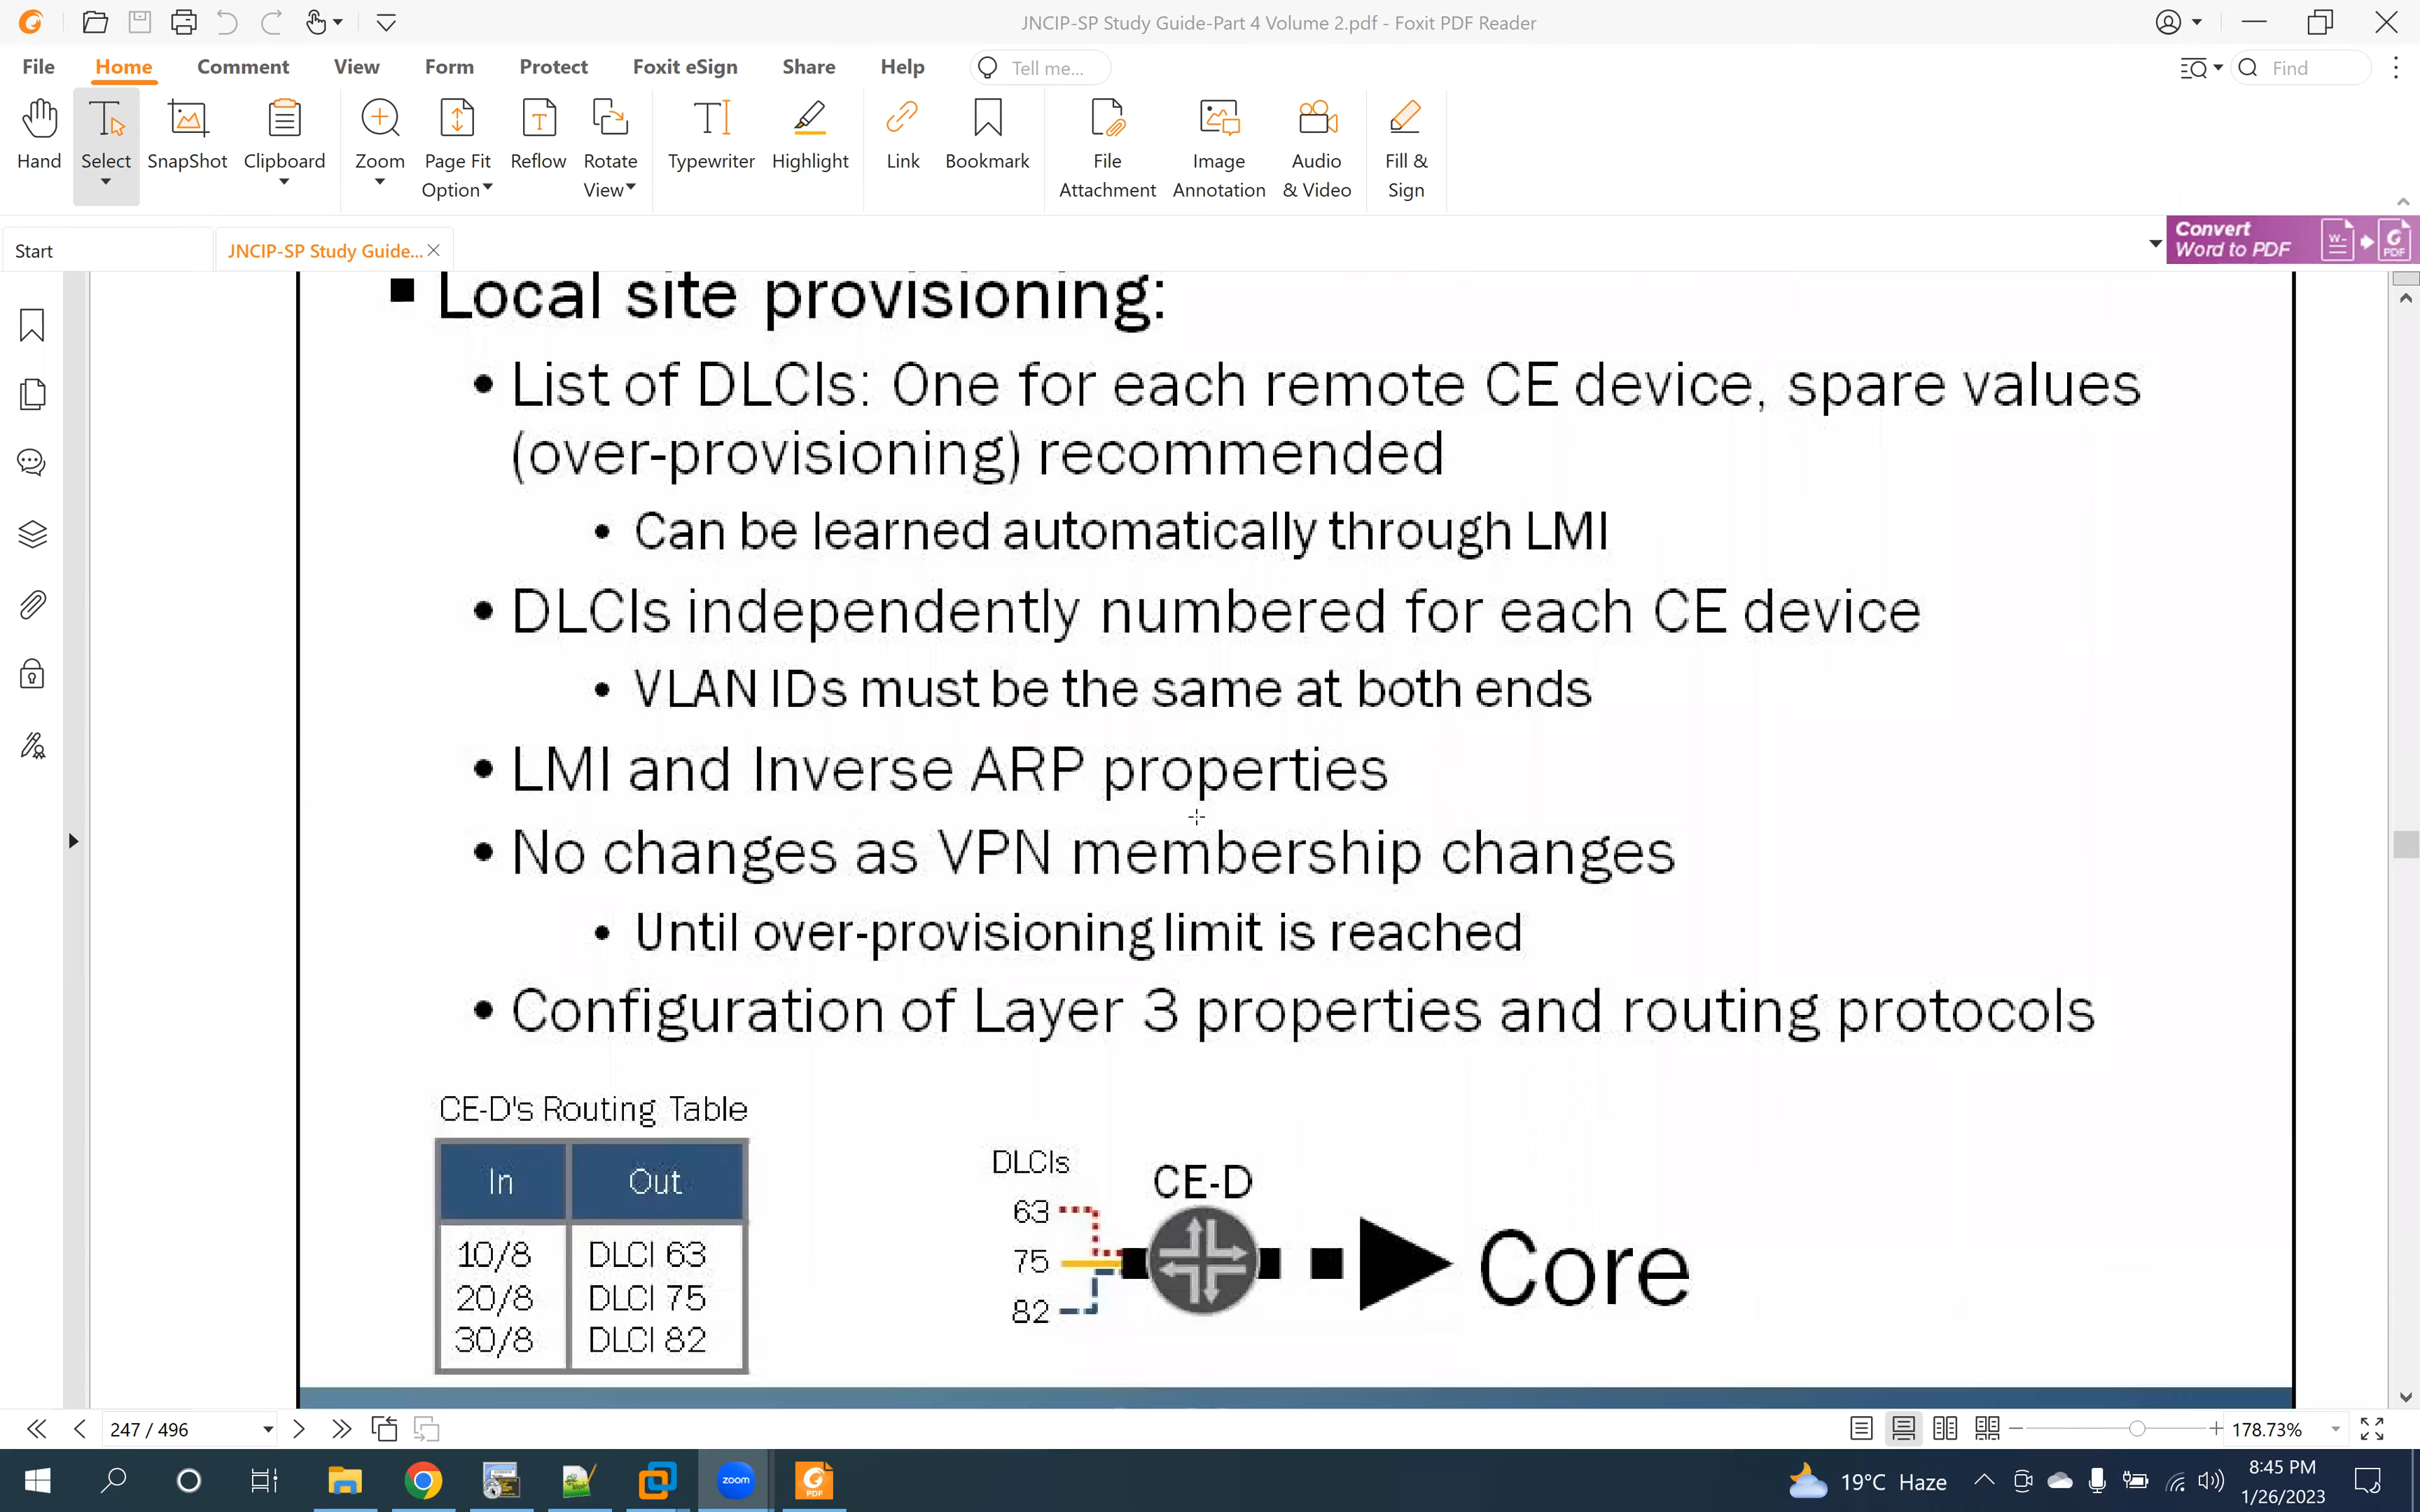 JNCIP-SP Study Guide-Part 4 Volume 2.pdf - Foxit PDF Reader
File Home Comment View Form Protect Foxit eSign Share Help Tell me... Find
Hand Select SnapShot Clipboard Zoom Page Fit Option Reflow Rotate View Typewriter Highlight Link Bookmark File Attachment Image Annotation Audio & Video Fill & Sign
Start JNCIP-SP Study Guide... Convert
Word to PDF
Local site provisioning:
• List of DLCIs: One for each remote CE device, spare values
(over-provisioning) recommended
• Can be learned automatically through LMI
• DLCIs independently numbered for each CE device
• VLAN IDs must be the same at both ends
• LMI and Inverse ARP properties
• No changes as VPN membership changes
• Until over-provisioning limit is reached
• Configuration of Layer 3 properties and routing protocols
CE-D's Routing Table
In Out
10/8 DLCI 63
20/8 DLCI 75
30/8 DLCI 82
DLCIs
63
75
82
CE-D
Core
247 / 496 178.73%
zoom PDF 19°C Haze 8:45 PM
1/26/2023